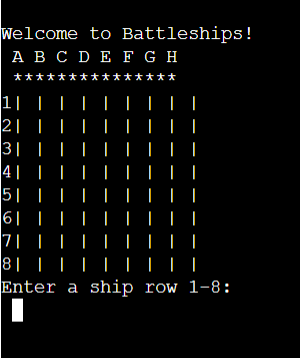 Welcome to Battleships!
 A B C D E F G H
 ***************
1| | | | | | | | |
2| | | | | | | | |
3| | | | | | | | |
4| | | | | | | | |
5| | | | | | | | |
6| | | | | | | | |
7| | | | | | | | |
8| | | | | | | | |
Enter a ship row 1-8: